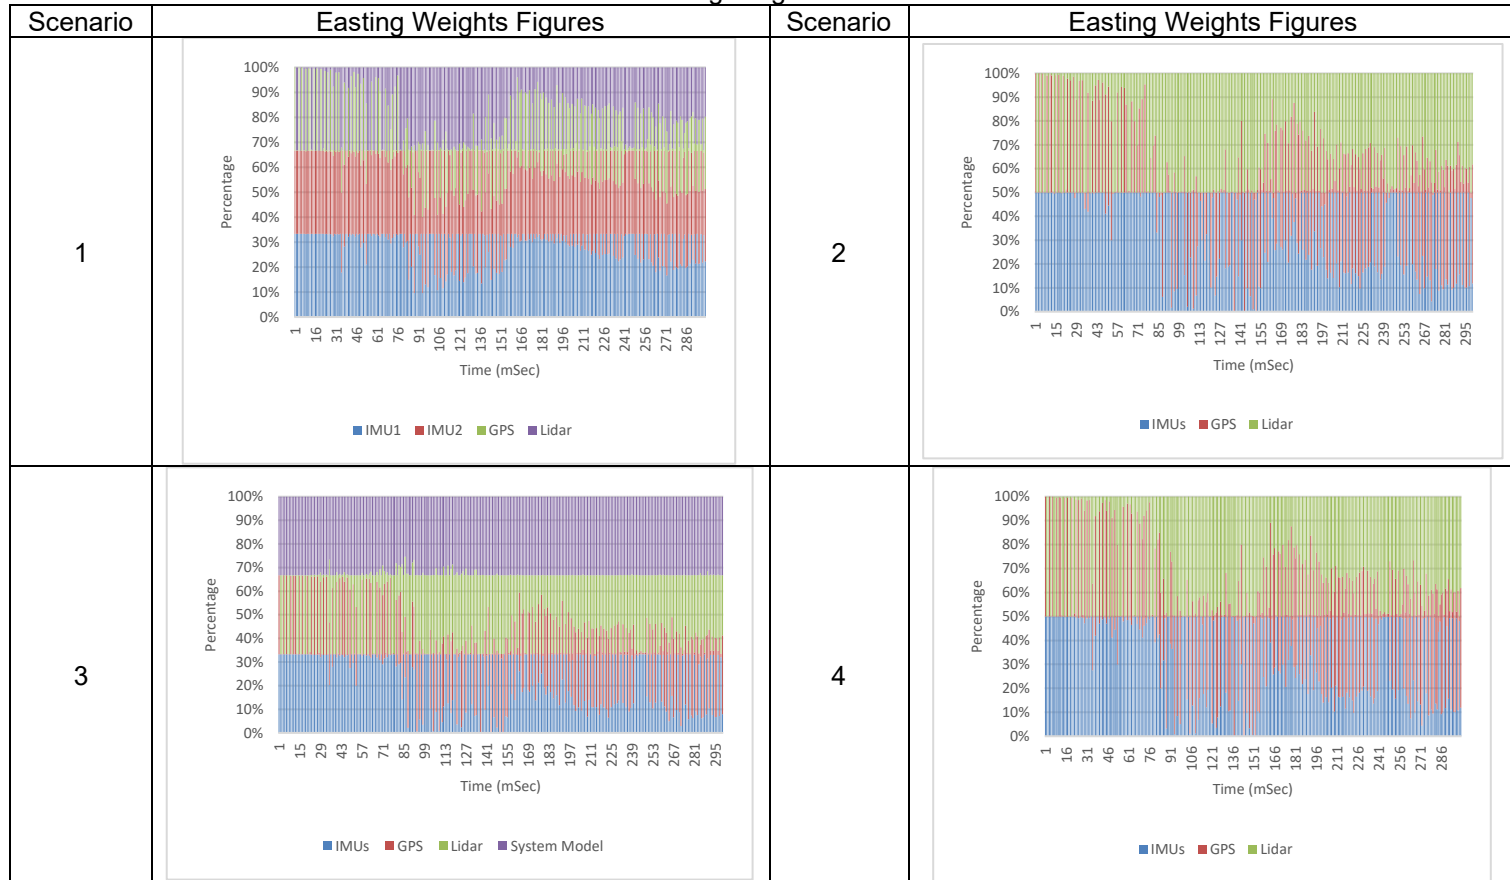 Scenario Easting Weights Figures Scenario Easting Weights Figures
1
100%
90%
80%
70%
60%
50%
40%
30%
20%
10%
0%
Percentage
1 16 31 46 61 76 91 106 121 136 151 166 181 196 211 226 241 256 271 286
Time (mSec)
IMU1 IMU2 GPS Lidar
2
100%
90%
80%
70%
60%
50%
40%
30%
20%
10%
0%
Percentage
1 15 29 43 57 71 85 99 113 127 141 155 169 183 197 211 225 239 253 267 281 295
Time (mSec)
IMUs GPS Lidar
3
100%
90%
80%
70%
60%
50%
40%
30%
20%
10%
0%
Percentage
1 15 29 43 57 71 85 99 113 127 141 155 169 183 197 211 225 239 253 267 281 295
Time (mSec)
IMUs GPS Lidar System Model
4
100%
90%
80%
70%
60%
50%
40%
30%
20%
10%
0%
Percentage
1 16 31 46 61 76 91 106 121 136 151 166 181 196 211 226 241 256 271 286
Time (mSec)
IMUs GPS Lidar